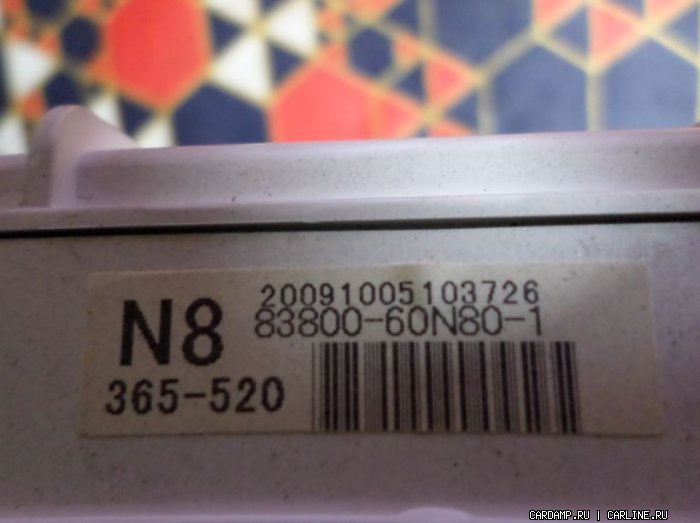 20091005103726
N8 83800-60N80-1
365-520
CARDAMP.RU | CARLINE.RU